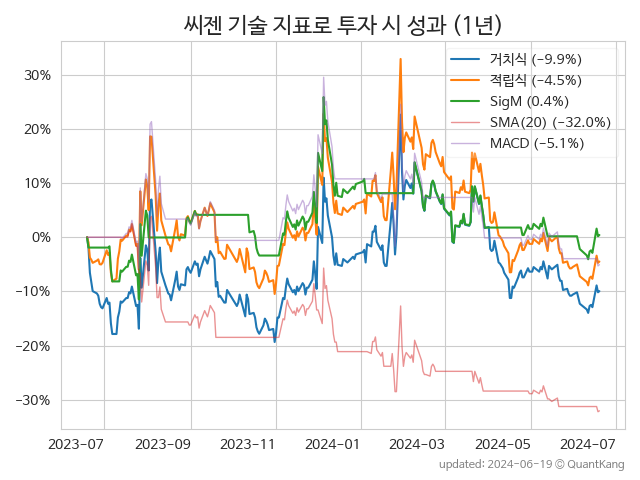 씨젠 기술 지표로 투자 시 성과 (1년)
거치식 (−9.9%)
적립식 (−4.5%)
SigM (0.4%)
SMA(20) (−32.0%)
MACD (−5.1%)
30%
20%
10%
0%
−10%
−20%
−30%
2023-07 2023-09 2023-11 2024-01 2024-03 2024-05 2024-07
updated: 2024-06-19 © QuantKang